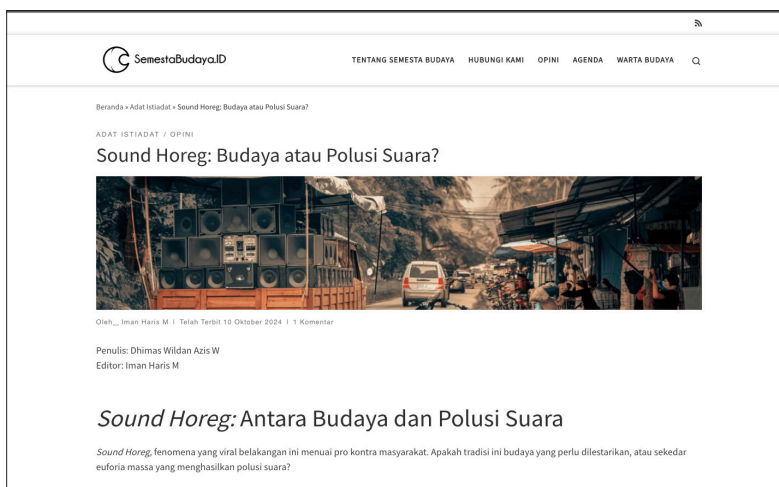 SemestaBudaya.ID
TENTANG SEMESTA BUDAYA HUBUNGI KAMI OPINI AGENDA WARTA BUDAYA
Beranda » Adat Istiadat » Sound Horeg: Budaya atau Polusi Suara?
ADAT ISTIADAT / OPINI
Sound Horeg: Budaya atau Polusi Suara?
Oleh__ Iman Haris M | Telah Terbit 10 Oktober 2024 | 1 Komentar
Penulis: Dhimas Wildan Azis W
Editor: Iman Haris M
Sound Horeg: Antara Budaya dan Polusi Suara
Sound Horeg, fenomena yang viral belakangan ini menuai pro kontra masyarakat. Apakah tradisi ini budaya yang perlu dilestarikan, atau sekedar
euforia massa yang menghasilkan polusi suara?